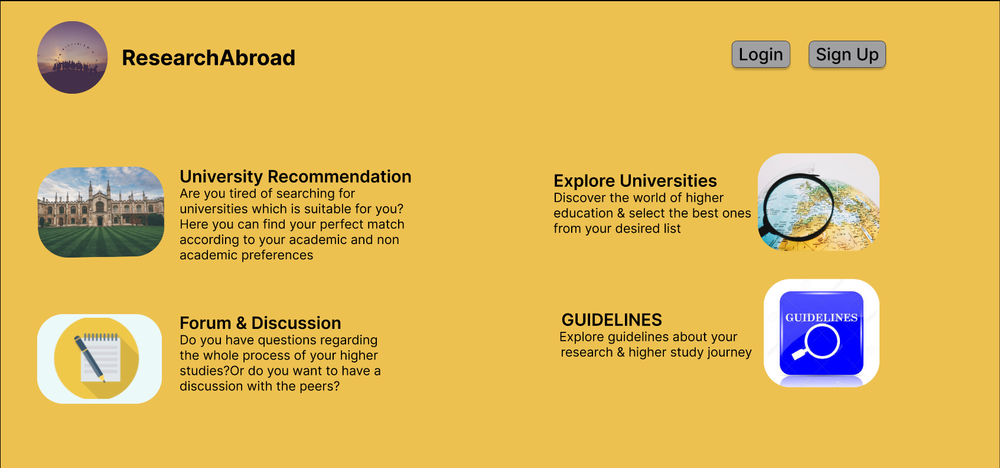 ResearchAbroad
Login
Sign Up
University Recommendation
Are you tired of searching for
universities which is suitable for you?
Here you can find your perfect match
according to your academic and non
academic preferences
Explore Universities
Discover the world of higher
education & select the best ones
from your desired list
Forum & Discussion
Do you have questions regarding
the whole process of your higher
studies?Or do you want to have a
discussion with the peers?
GUIDELINES
Explore guidelines about your
research & higher study journey
GUIDELINES